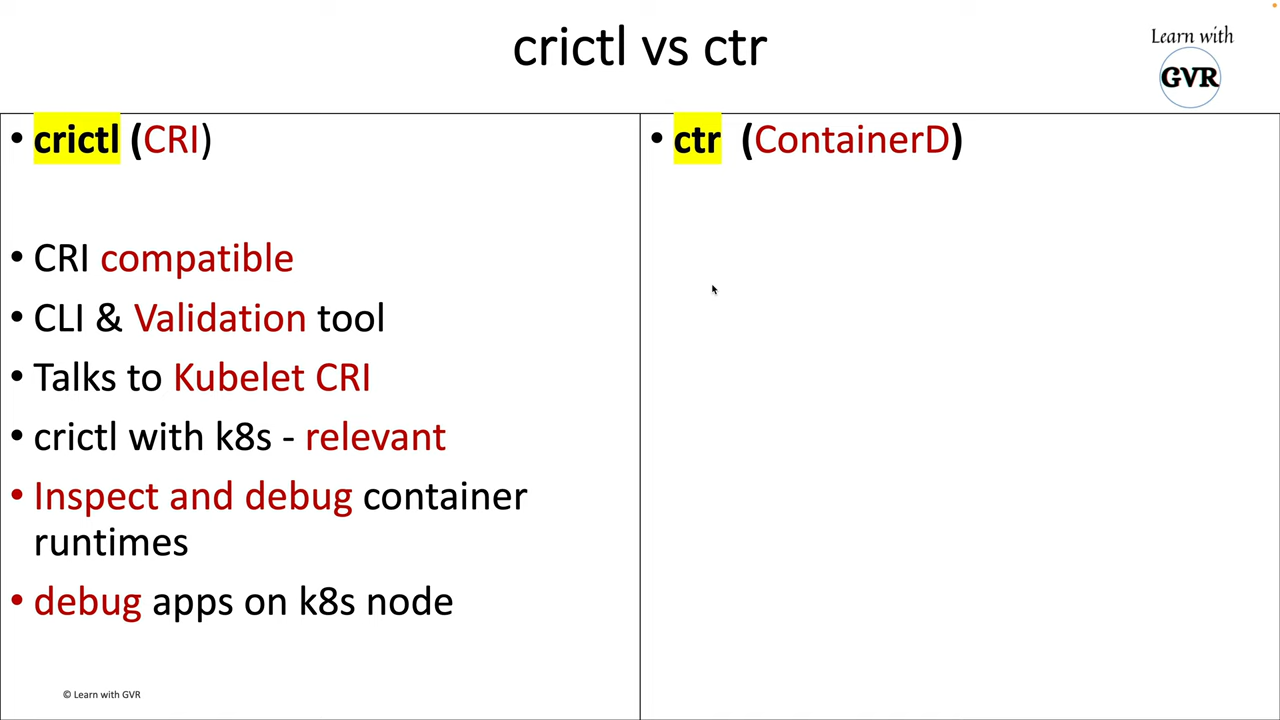 crictl vs ctr
Learn with
GVR
• crictl (CRI)
• CRI compatible
• CLI & Validation tool
• Talks to Kubelet CRI
• crictl with k8s - relevant
• Inspect and debug container
runtimes
• debug apps on k8s node
• ctr (ContainerD)
© Learn with GVR